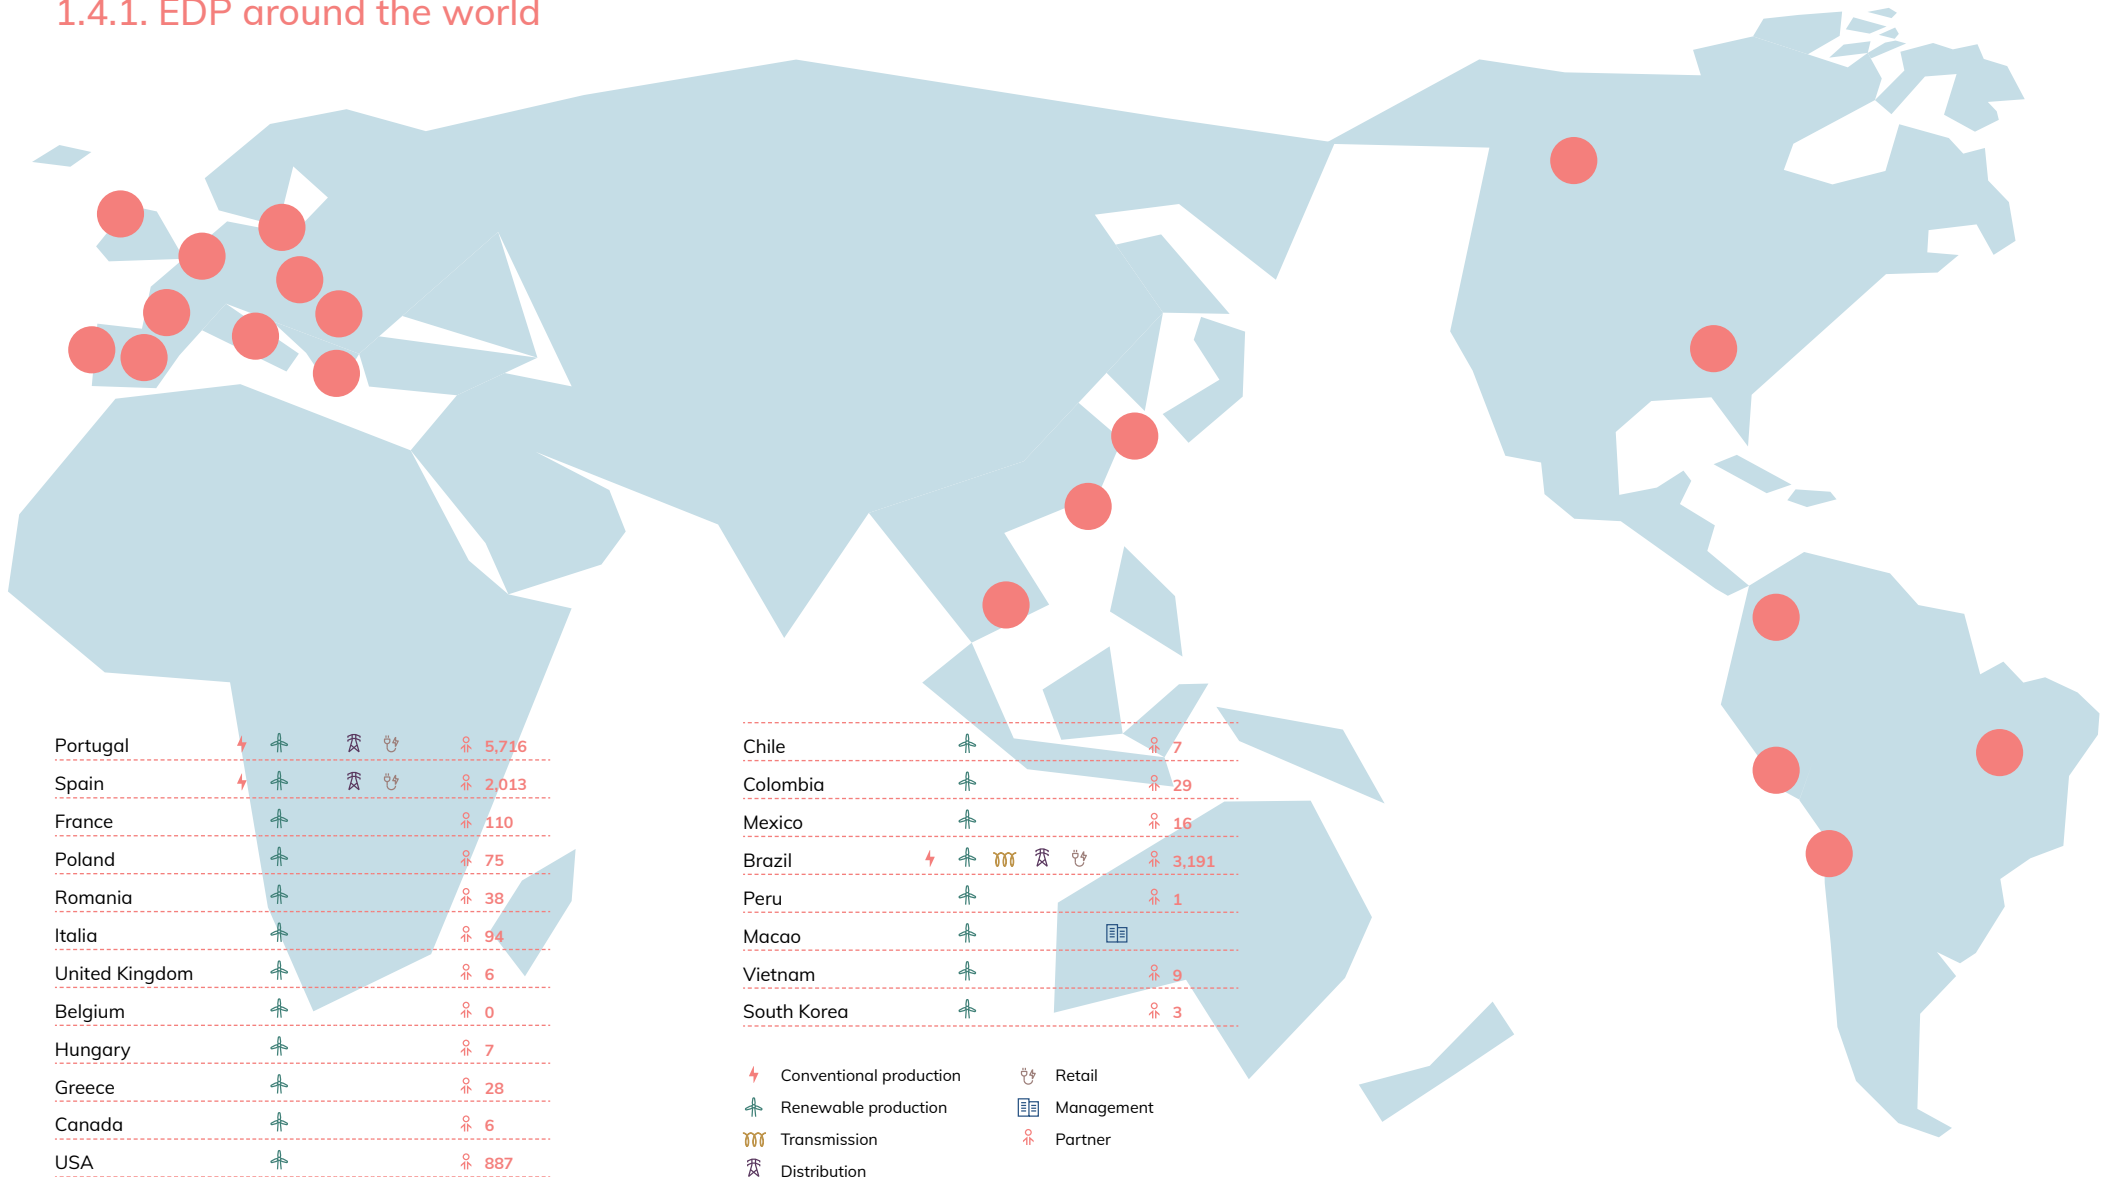 1.4.1. EDP around the world
Portugal 5,716
Spain 2,013
France 110
Poland 75
Romania 38
Italia 94
United Kingdom 6
Belgium 0
Hungary 7
Greece 28
Canada 6
USA 887
Chile 7
Colombia 29
Mexico 16
Brazil 3,191
Peru 1
Macao
Vietnam 9
South Korea 3
Conventional production
Renewable production
Transmission
Distribution
Retail
Management
Partner